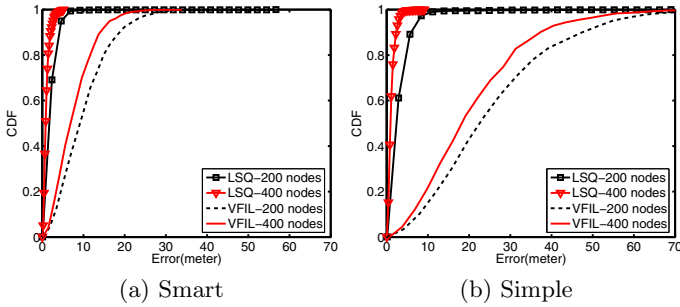 1
0.8
0.6
0.4
0.2
0
CDF
0 10 20 30 40 50 60 70
Error(meter)
LSQ−200 nodes
LSQ−400 nodes
VFIL−200 nodes
VFIL−400 nodes
(a) Smart
1
0.8
0.6
0.4
0.2
0
CDF
0 10 20 30 40 50 60 70
Error(meter)
LSQ−200 nodes
LSQ−400 nodes
VFIL−200 nodes
VFIL−400 nodes
(b) Simple